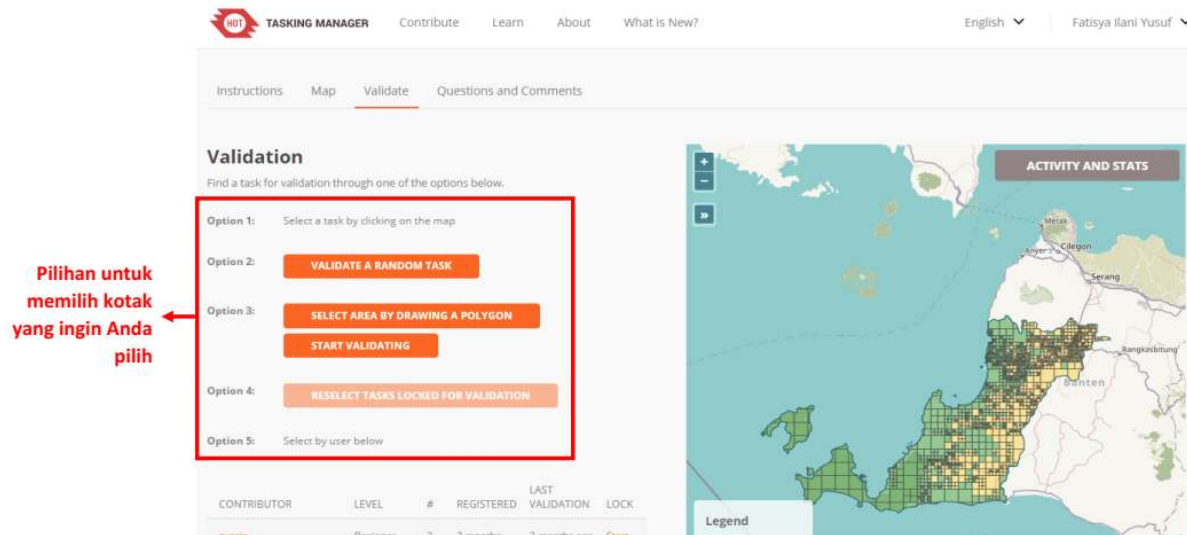 HOT TASKING MANAGER Contribute Learn About What is New? English Fatisya Ilani Yusuf
Instructions Map Validate Questions and Comments
Validation
Find a task for validation through one of the options below.
Option 1: Select a task by clicking on the map
Option 2: VALIDATE A RANDOM TASK
Option 3: SELECT AREA BY DRAWING A POLYGON
START VALIDATING
Option 4: RESELECT TASKS LOCKED FOR VALIDATION
Option 5: Select by user below
Pilihan untuk
memilih kotak
yang ingin Anda
pilih
CONTRIBUTOR LEVEL # REGISTERED LAST VALIDATION LOCK
+
-
»
ACTIVITY AND STATS
Merak
Anyer
Cilegon
Serang
Rangkasbitung
Banten
Legend